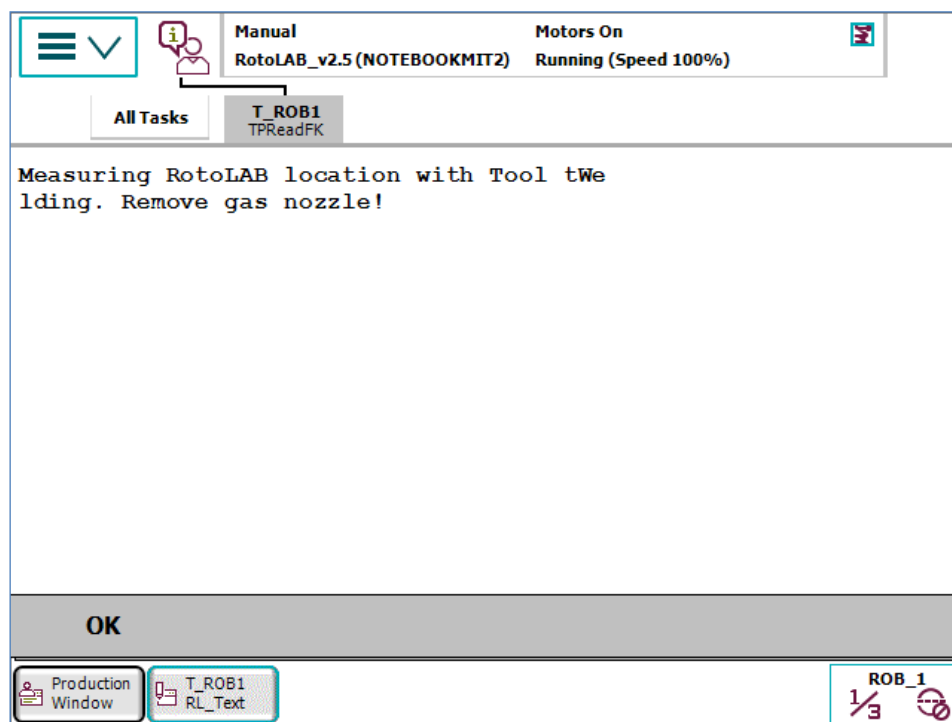 Manual
Motors On
RotoLAB_v2.5 (NOTEBOOKMIT2)
Running (Speed 100%)
All Tasks
T_ROB1
TPReadFK
Measuring RotoLAB location with Tool tWe
lding. Remove gas nozzle!
OK
Production
Window
T_ROB1
RL_Text
ROB_1
1/3